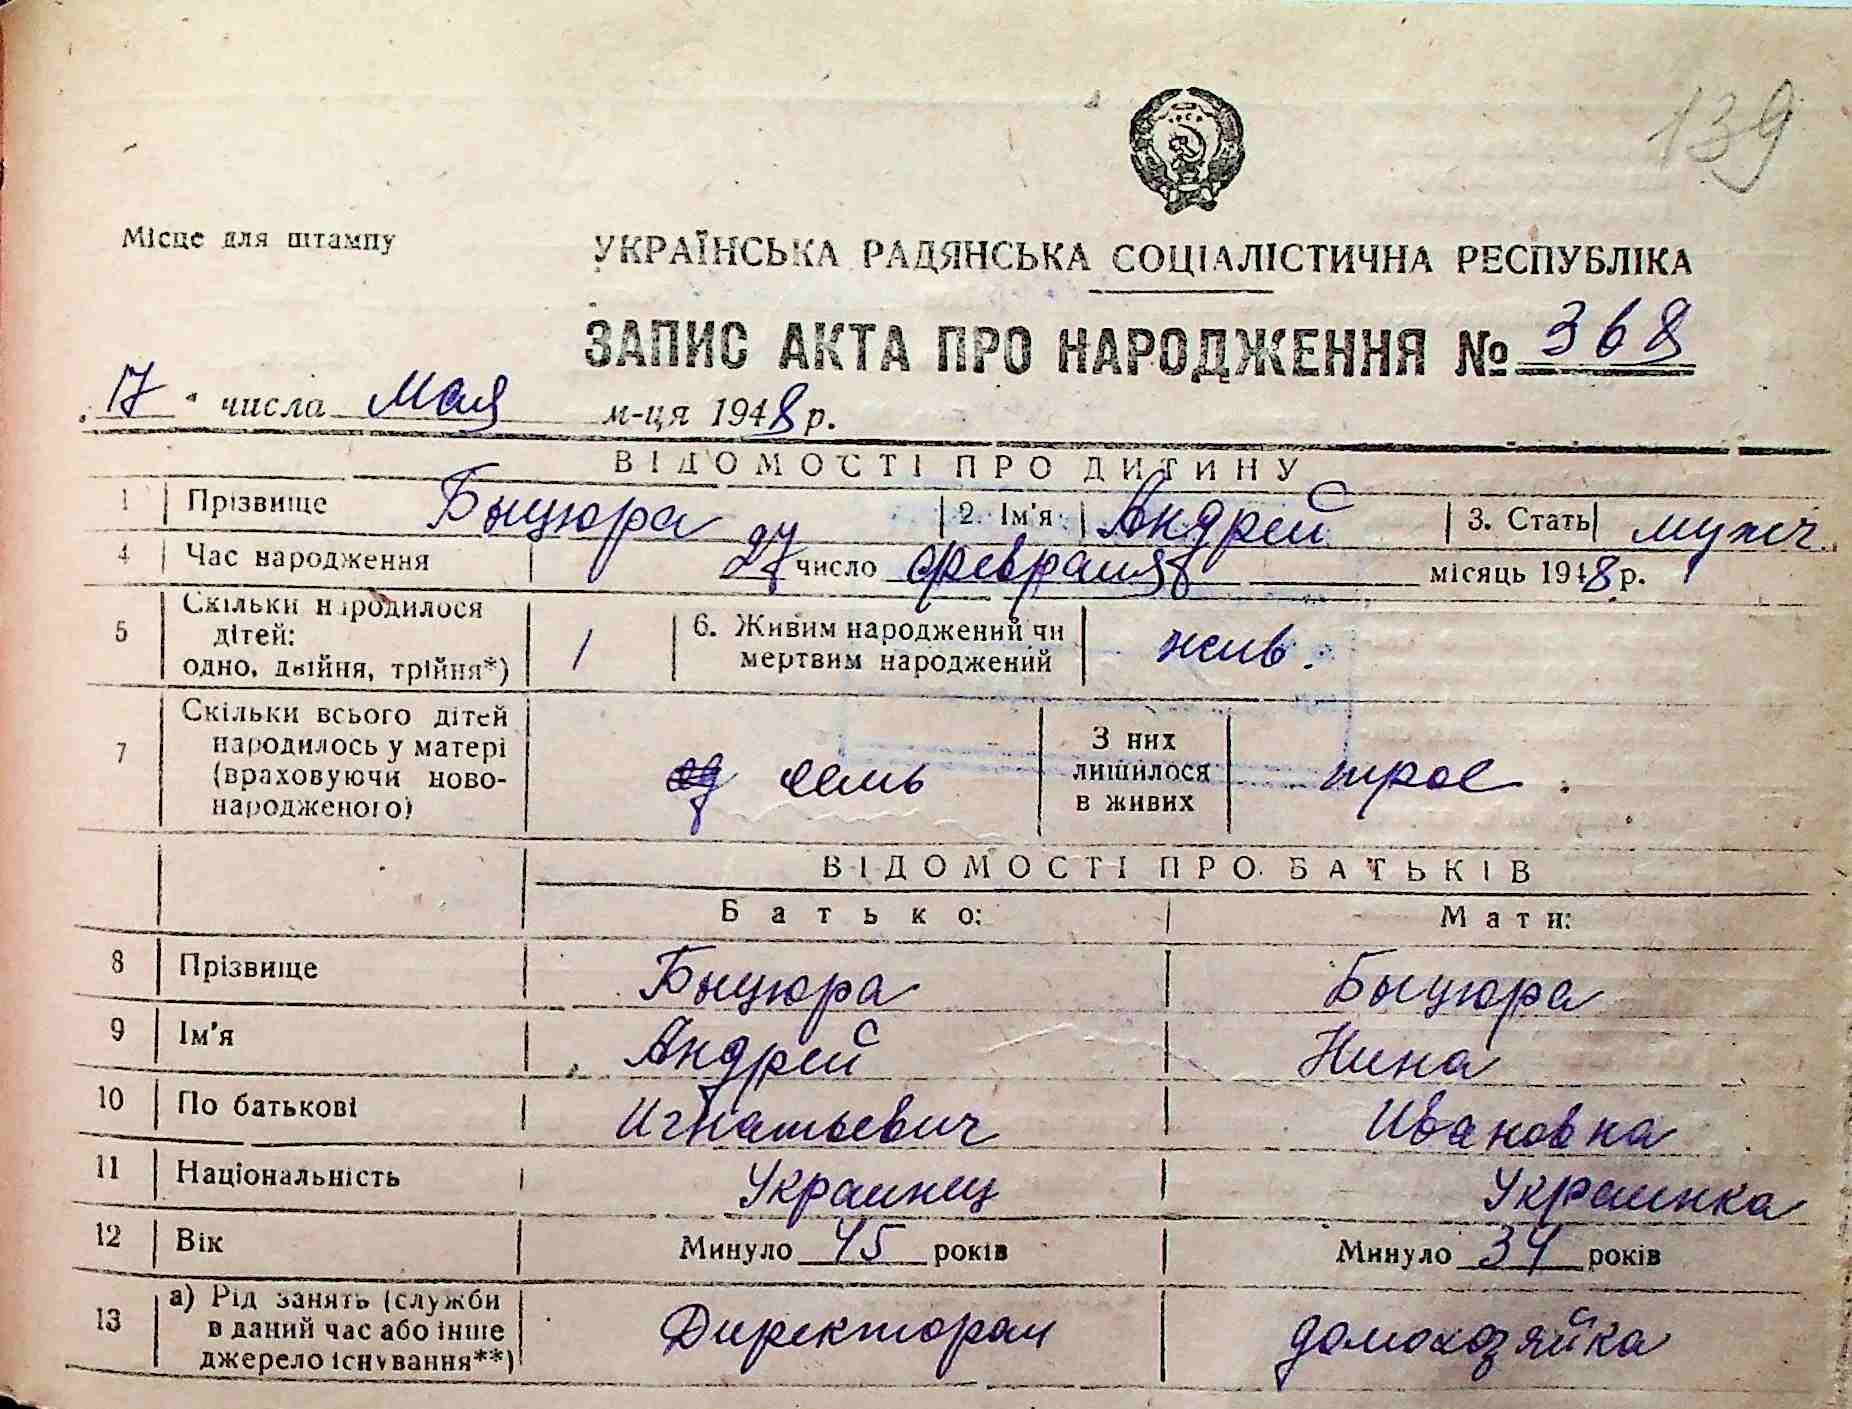 139
УРСР
Місце для штампу
УКРАЇНСЬКА РАДЯНСЬКА СОЦІАЛІСТИЧНА РЕСПУБЛІКА
ЗАПИС АКТА ПРО НАРОДЖЕННЯ № 368
„17“ числа мая м-ця 1948 р.
ВІДОМОСТІ ПРО ДИТИНУ
1 Прізвище Быцюра 2. Ім'я Андрей 3. Стать мужч.
4 Час народження 27 число февраля місяць 1948 р.
5 Скільки народилося дітей: одно, двійня, трійня*) 1 6. Живим народжений чи мертвим народжений жив.
7 Скільки всього дітей народилось у матері (враховуючи ново-народженого) семь З них лишилося в живих трое.
ВІДОМОСТІ ПРО БАТЬКІВ
Батько: Мати:
8 Прізвище Быцюра Быцюра
9 Ім'я Андрей Нина
10 По батькові Игнатьевич Ивановна
11 Національність Украинец Украинка
12 Вік Минуло 45 років Минуло 34 років
13 а) Рід занять (служби в даний час або інше джерело існування**) Директором домохозяйка